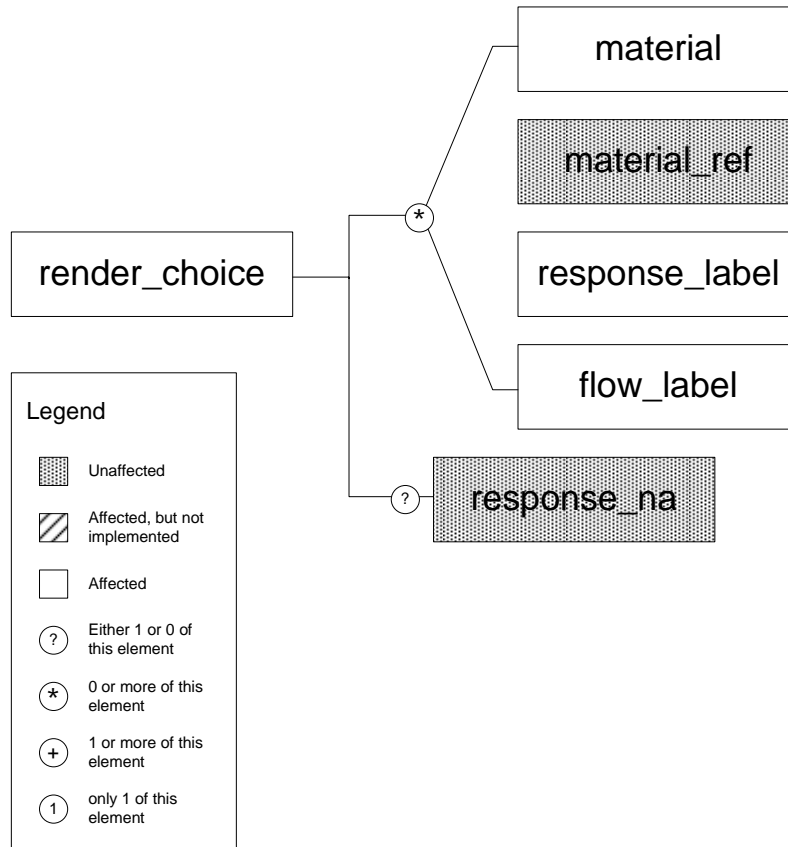 material
material_ref
*
render_choice
response_label
flow_label
?
response_na
Legend
Unaffected
Affected, but not
implemented
Affected
?
Either 1 or 0 of
this element
*
0 or more of this
element
+
1 or more of this
element
1
only 1 of this
element